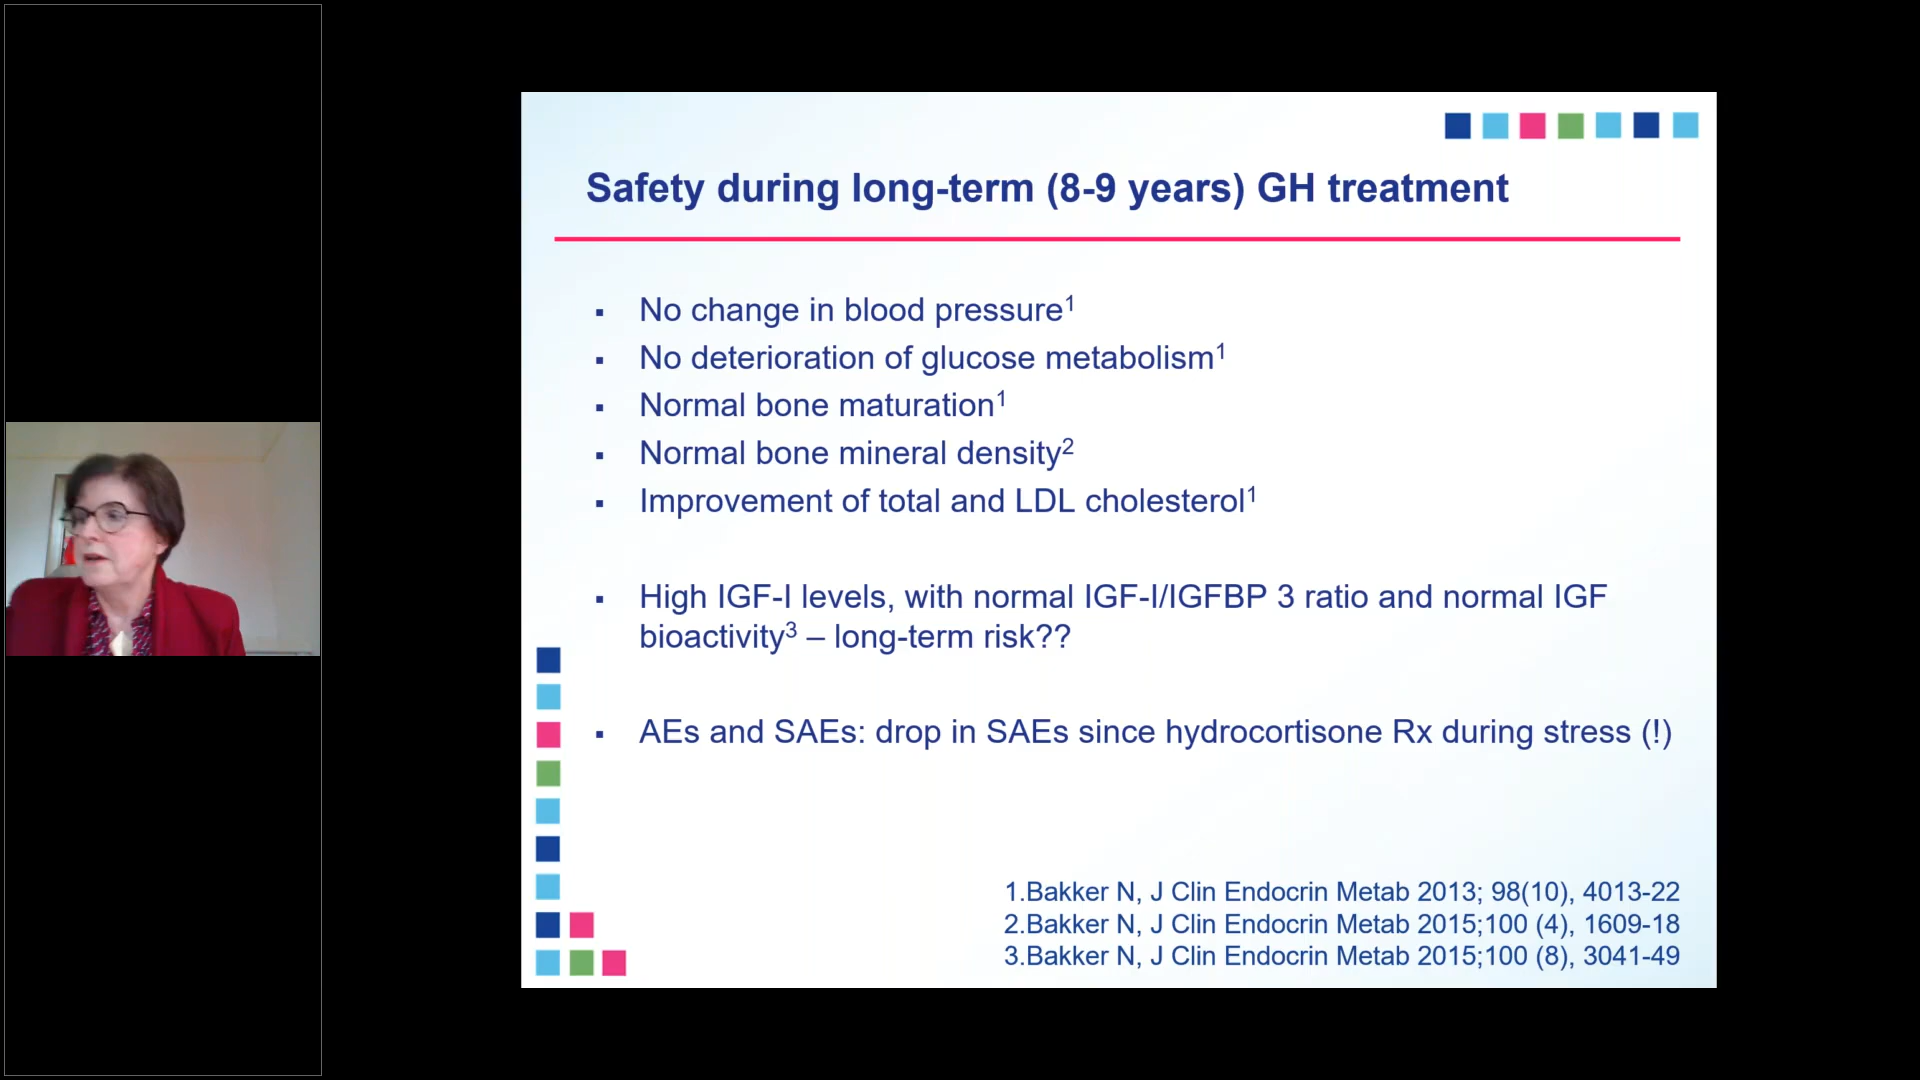 Safety during long-term (8-9 years) GH treatment
▪ No change in blood pressure¹
▪ No deterioration of glucose metabolism¹
▪ Normal bone maturation¹
▪ Normal bone mineral density²
▪ Improvement of total and LDL cholesterol¹
▪ High IGF-I levels, with normal IGF-I/IGFBP 3 ratio and normal IGF
bioactivity³ – long-term risk??
▪ AEs and SAEs: drop in SAEs since hydrocortisone Rx during stress (!)
1.Bakker N, J Clin Endocrin Metab 2013; 98(10), 4013-22
2.Bakker N, J Clin Endocrin Metab 2015;100 (4), 1609-18
3.Bakker N, J Clin Endocrin Metab 2015;100 (8), 3041-49